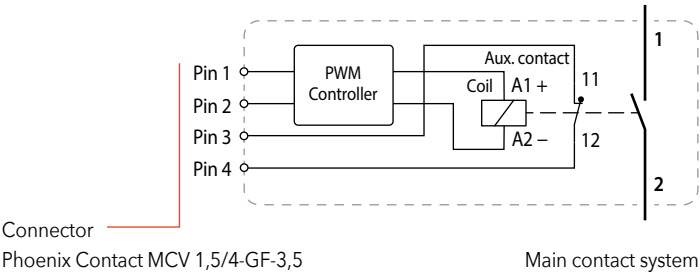 1
Aux. contact
Pin 1
PWM
Controller
Coil
A1 +
11
Pin 2
Pin 3
A2 –
12
Pin 4
2
Connector
Phoenix Contact MCV 1,5/4-GF-3,5
Main contact system